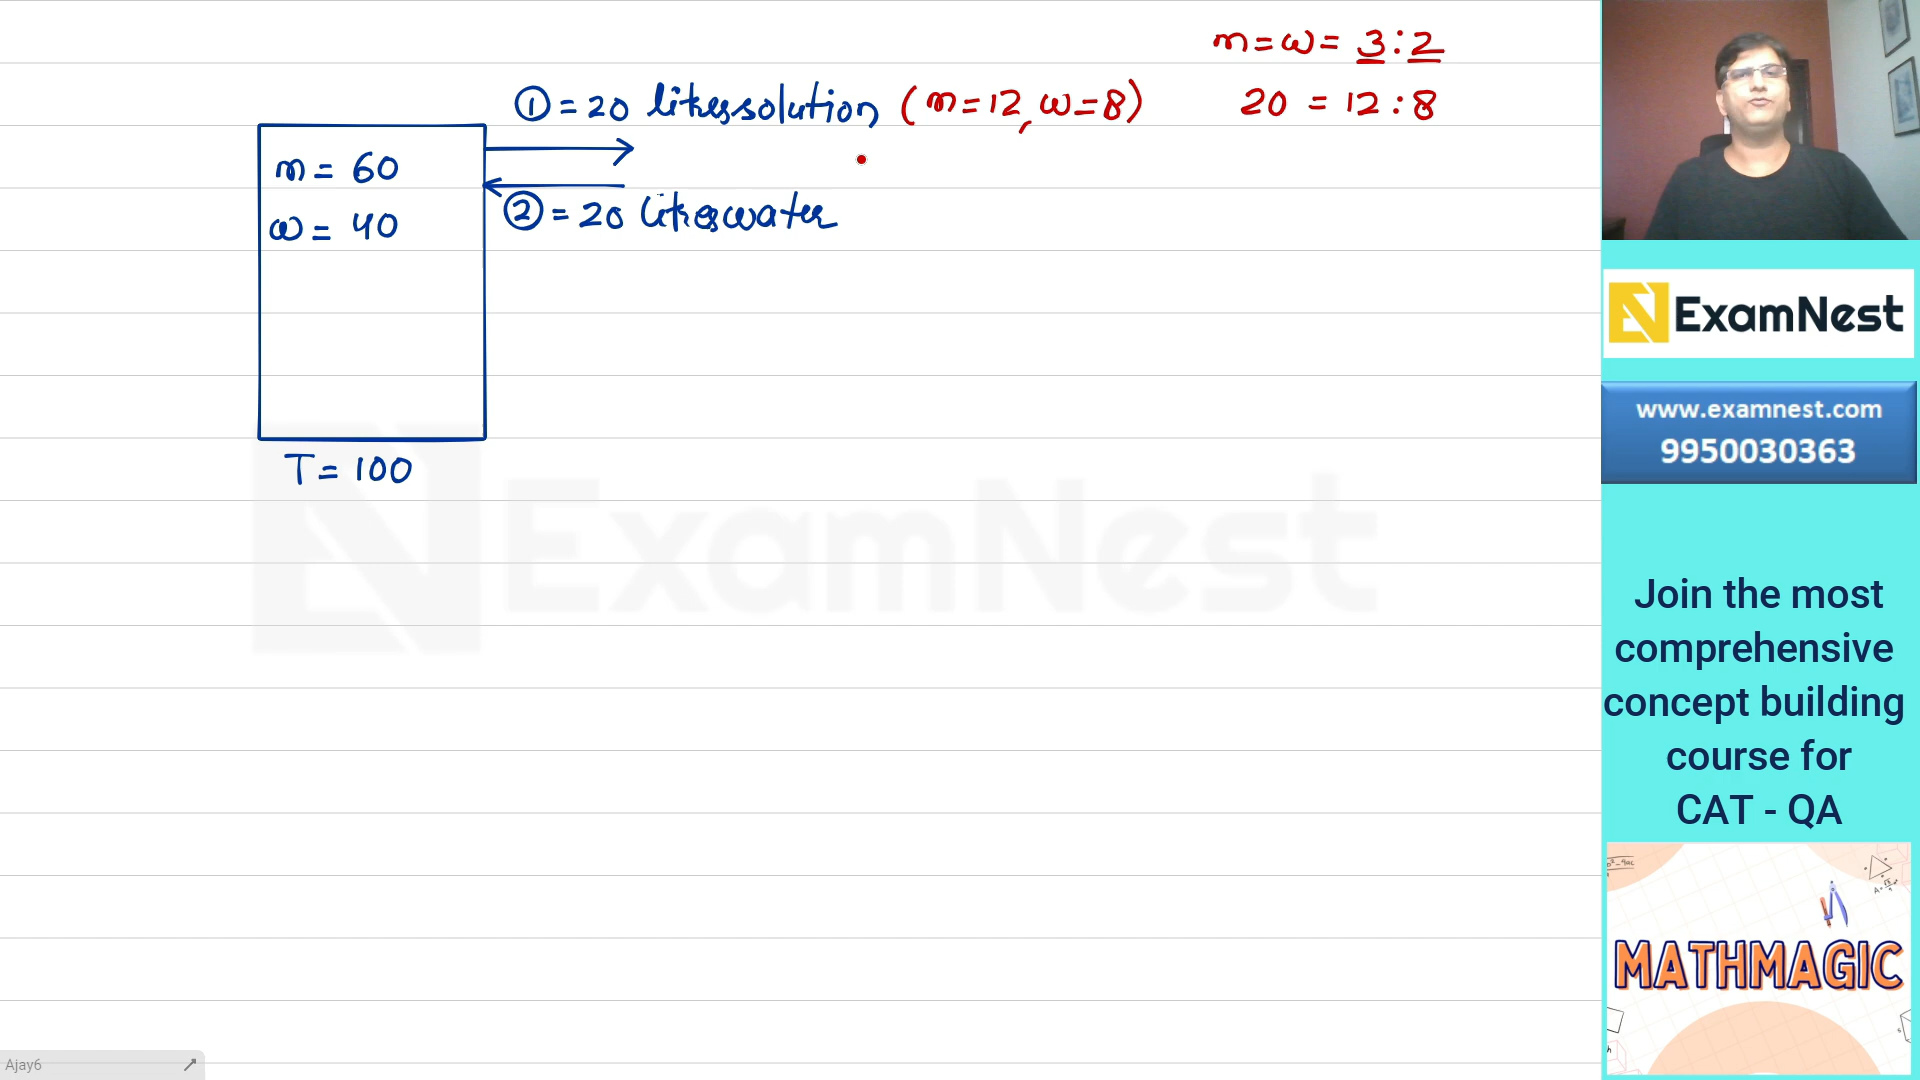 m = w = 3 : 2
① = 20 litres solution (m = 12, w = 8)
20 = 12 : 8
m = 60
② = 20 litres water
w = 40
T = 100
ExamNest
ExamNest
www.examnest.com
9950030363
Join the most
comprehensive
concept building
course for
CAT - QA
MATHMAGIC
Ajay6